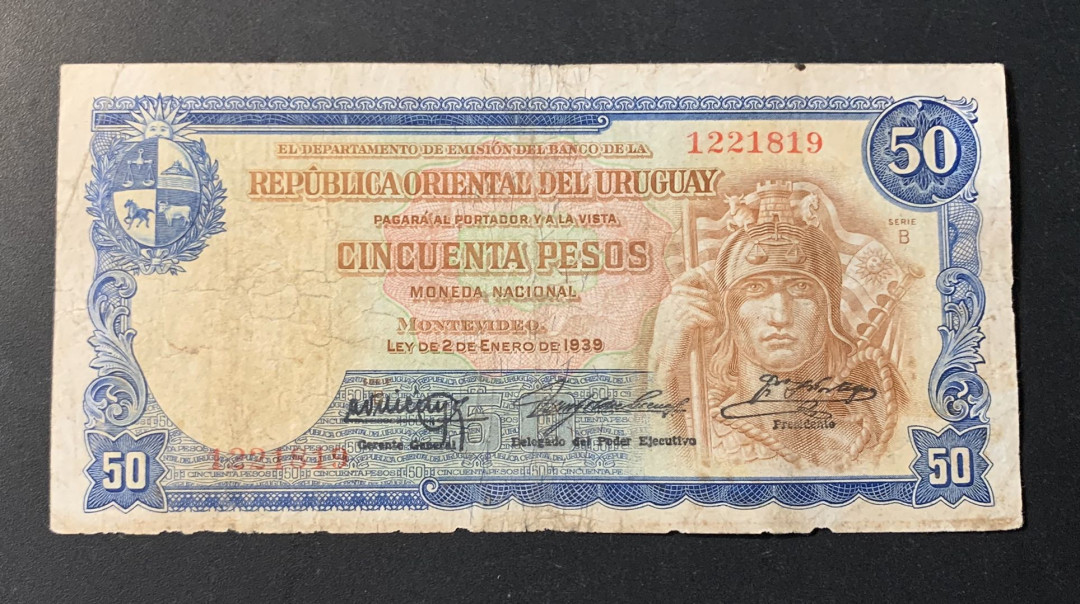 EL DEPARTAMENTO DE EMISIÓN DEL BANCO DE LA
1221819
50
REPÚBLICA ORIENTAL DEL URUGUAY
PAGARÁ AL PORTADOR Y A LA VISTA
SERIE
B
CINCUENTA PESOS
MONEDA NACIONAL
MONTEVIDEO.
LEY DE 2 DE ENERO DE 1939
50
Gerente General
Delegado del Poder Ejecutivo
Presidente
1221819
50
50